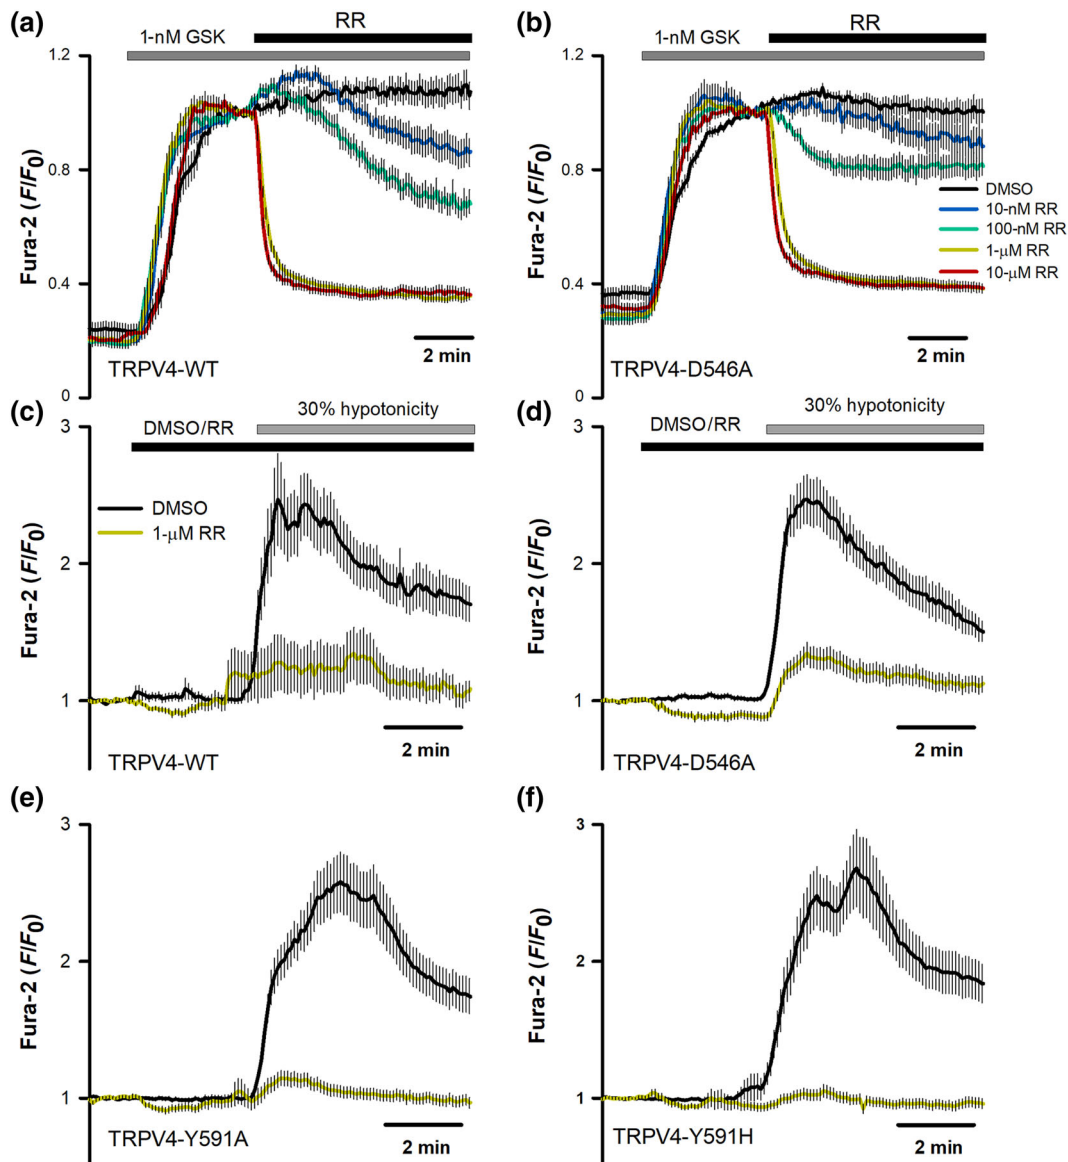 (a)
RR
1-nM GSK
1.2
0.8
0.4
0
Fura-2 (F/F0)
2 min
TRPV4-WT
(b)
RR
1-nM GSK
1.2
0.8
0.4
0
Fura-2 (F/F0)
DMSO
10-nM RR
100-nM RR
1-μM RR
10-μM RR
2 min
TRPV4-D546A
(c)
30% hypotonicity
DMSO/RR
3
2
1
Fura-2 (F/F0)
DMSO
1-μM RR
2 min
TRPV4-WT
(d)
30% hypotonicity
DMSO/RR
3
2
1
Fura-2 (F/F0)
2 min
TRPV4-D546A
(e)
3
2
1
Fura-2 (F/F0)
2 min
TRPV4-Y591A
(f)
3
2
1
Fura-2 (F/F0)
2 min
TRPV4-Y591H